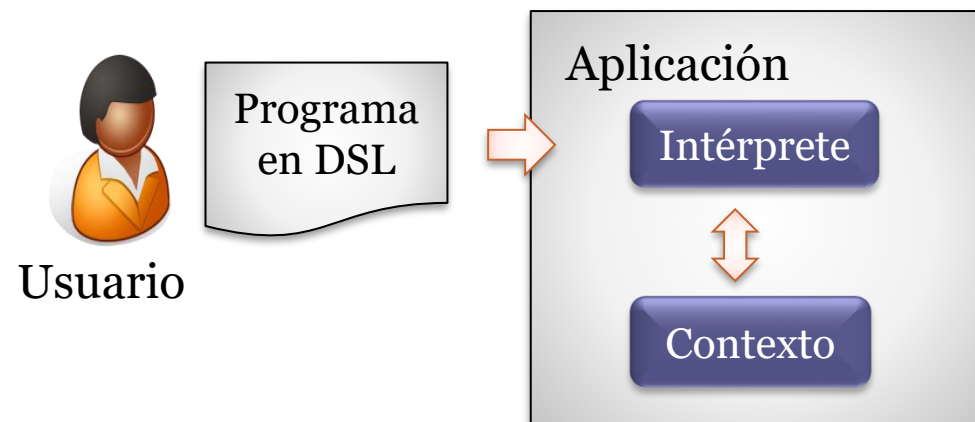 Usuario
Programa
en DSL
Aplicación
Intérprete
Contexto